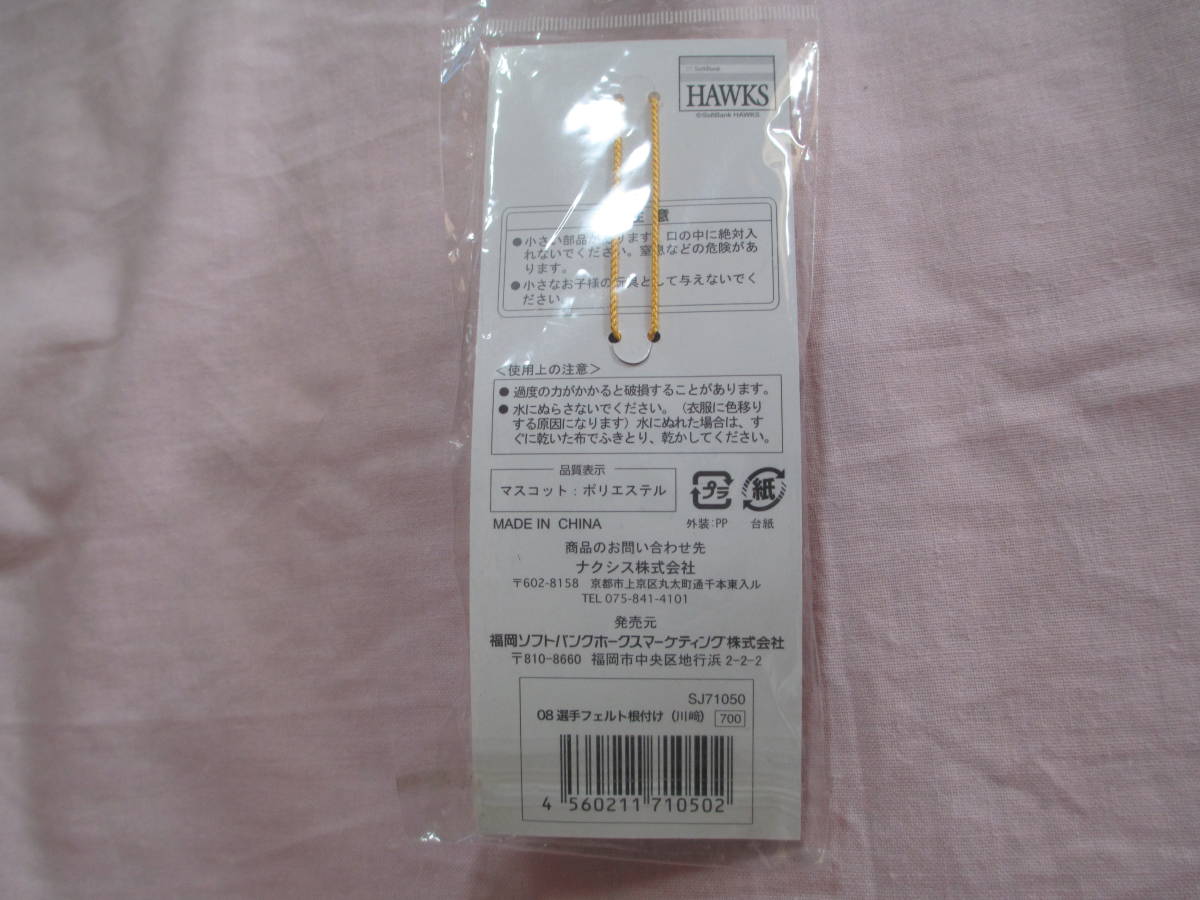 SoftBank
HAWKS
©SoftBank HAWKS
意
●小さい部品が ります 口の中に絶対入
れないでください。窒息などの危険があ
ります。
●小さなお子様の玩具として与えないでく
ださい
＜使用上の注意＞
●過度の力がかかると破損することがあります。
●水にぬらさないでください。（衣服に色移り
する原因になります）水にぬれた場合は、す
ぐに乾いた布でふきとり、乾かしてください。
品質表示
マスコット：ポリエステル
プラ
紙
MADE IN CHINA
外装：PP
台紙
商品のお問い合わせ先
ナクシス株式会社
〒602-8158 京都市上京区丸太町通千本東入ル
TEL 075-841-4101
発売元
福岡ソフトバンクホークスマーケティング株式会社
〒810-8660 福岡市中央区地行浜2-2-2
SJ71050
08選手フェルト根付け（川﨑） 700
4 560211 710502